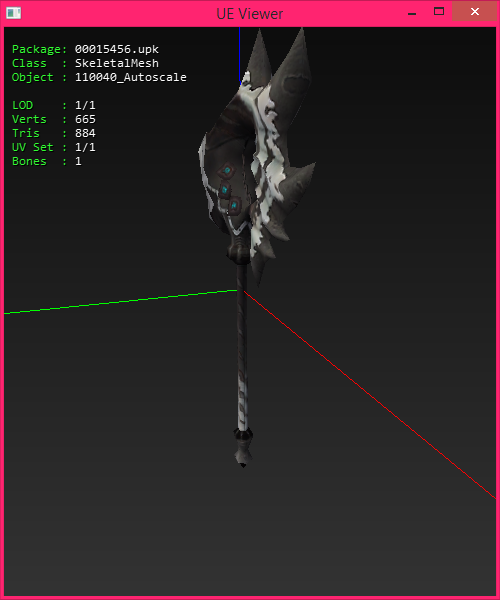 UE Viewer
Package: 00015456.upk
Class : SkeletalMesh
Object : 110040_Autoscale
LOD : 1/1
Verts : 665
Tris : 884
UV Set : 1/1
Bones : 1